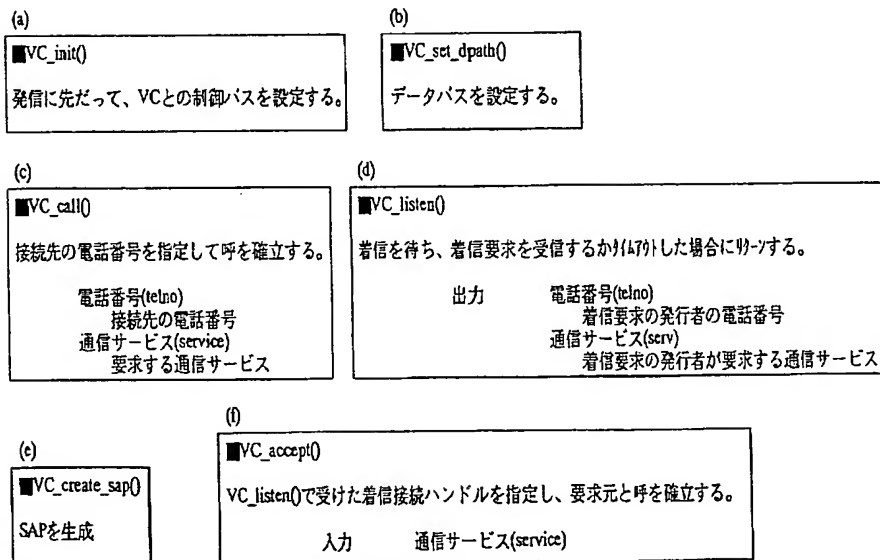 (a)
■VC_init()
発信に先だって、VCとの制御パスを設定する。
(b)
■VC_set_dpath()
データパスを設定する。
(c)
■VC_call()
接続先の電話番号を指定して呼を確立する。
電話番号(telno)
接続先の電話番号
通信サービス(service)
要求する通信サービス
(d)
■VC_listen()
着信を待ち、着信要求を受信するかタイムアウトした場合にリターンする。
出力 電話番号(telno)
着信要求の発行者の電話番号
通信サービス(serv)
着信要求の発行者が要求する通信サービス
(e)
■VC_create_sap()
SAPを生成
(f)
■VC_accept()
VC_listen()で受けた着信接続ハンドルを指定し、要求元と呼を確立する。
入力 通信サービス(service)